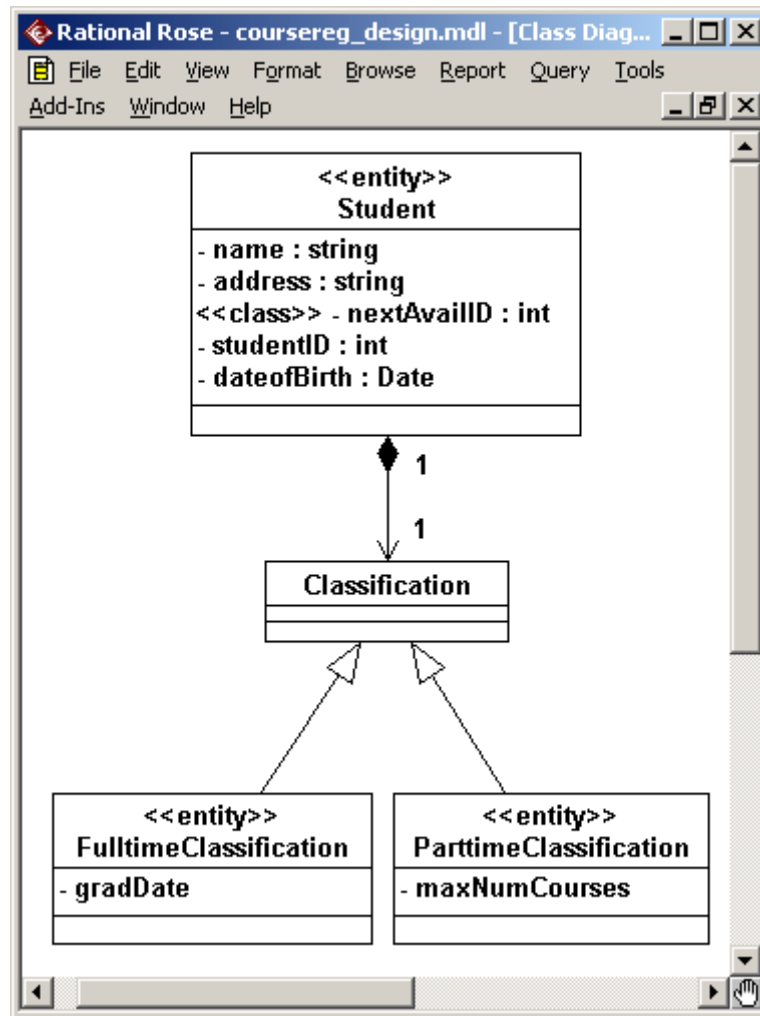 Rational Rose - coursereg_design.mdl - [Class Diag...
File Edit View Format Browse Report Query Tools
Add-Ins Window Help
<<entity>>
Student
- name : string
- address : string
<<class>> - nextAvailID : int
- studentID : int
- dateofBirth : Date
1
1
Classification
<<entity>>
FulltimeClassification
- gradDate
<<entity>>
ParttimeClassification
- maxNumCourses